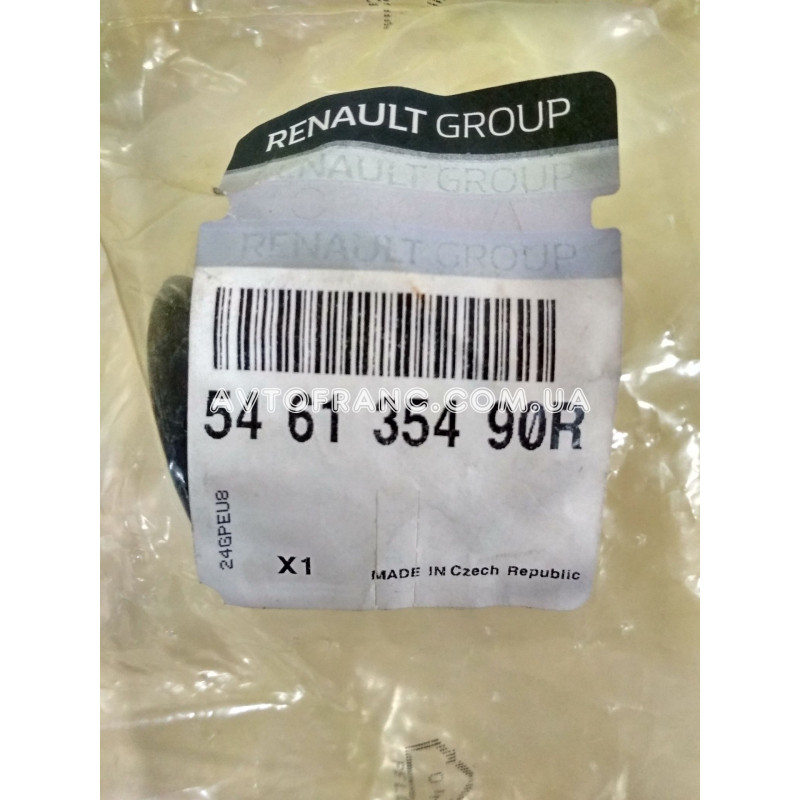 RENAULT GROUP
RENAULT GROUP
RENAULT GROUP
AVTOFRANC.COM.UA
54 61 354 90R
24GPEU8
X1
MADE IN Czech Republic